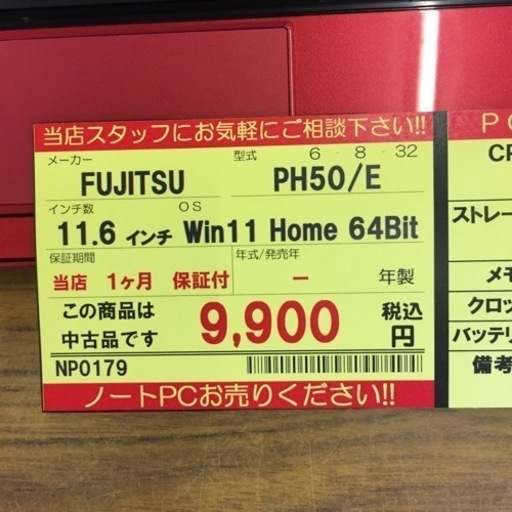 当店スタッフにお気軽にご相談下さい!!
メーカー 型式 6-8-32
FUJITSU PH50/E
インチ数 OS
11.6 インチ Win11 Home 64Bit
保証期間 年式/発売年
当店 1ヶ月 保証付 － 年製
この商品は
中古品です
9,900 税込
円
NP0179
ノートPCお売りください!!
PC
CP
ストレー
メモ
クロッ
バッテリ
備考